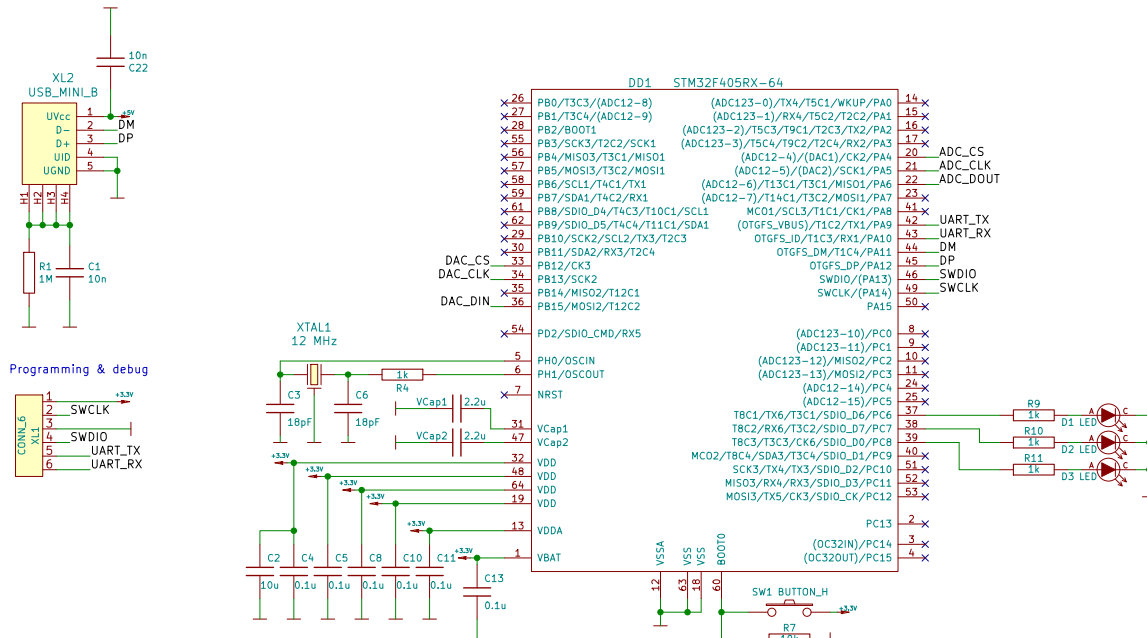 10n
C22
XL2
USB_MINI_B
UVcc 1 +5V
D- 2 DM
D+ 3 DP
UID 4
UGND 5
H1 H2 H3 H4
R1
1M
C1
10n
Programming & debug
CONN_6
XL1
1 +3.3V
2 SWCLK
3
4 SWDIO
5 UART_TX
6 UART_RX
DD1 STM32F405RX-64
26 PB0/T3C3/(ADC12-8)
27 PB1/T3C4/(ADC12-9)
28 PB2/BOOT1
55 PB3/SCK3/T2C2/SCK1
56 PB4/MISO3/T3C1/MISO1
57 PB5/MOSI3/T3C2/MOSI1
58 PB6/SCL1/T4C1/TX1
59 PB7/SDA1/T4C2/RX1
61 PB8/SDIO_D4/T4C3/T10C1/SCL1
62 PB9/SDIO_D5/T4C4/T11C1/SDA1
29 PB10/SCK2/SCL2/TX3/T2C3
30 PB11/SDA2/RX3/T2C4
DAC_CS 33 PB12/CK3
DAC_CLK 34 PB13/SCK2
35 PB14/MISO2/T12C1
DAC_DIN 36 PB15/MOSI2/T12C2
54 PD2/SDIO_CMD/RX5
5 PH0/OSCIN
6 PH1/OSCOUT
7 NRST
31 VCap1
47 VCap2
32 VDD
48 VDD
64 VDD
19 VDD
13 VDDA
1 VBAT
XTAL1
12 MHz
C3
18pF
C6
18pF
1k
R4
VCap1 2.2u
VCap2 2.2u
+3.3V
+3.3V
+3.3V
+3.3V
+3.3V
+3.3V
C2
10u
C4
0.1u
C5
0.1u
C8
0.1u
C10
0.1u
C11
0.1u
C13
0.1u
(ADC123-0)/TX4/T5C1/WKUP/PA0 14
(ADC123-1)/RX4/T5C2/T2C2/PA1 15
(ADC123-2)/T5C3/T9C1/T2C3/TX2/PA2 16
(ADC123-3)/T5C4/T9C2/T2C4/RX2/PA3 17
(ADC12-4)/(DAC1)/CK2/PA4 20 ADC_CS
(ADC12-5)/(DAC2)/SCK1/PA5 21 ADC_CLK
(ADC12-6)/T13C1/T3C1/MISO1/PA6 22 ADC_DOUT
(ADC12-7)/T14C1/T3C2/MOSI1/PA7 23
MCO1/SCL3/T1C1/CK1/PA8 41
(OTGFS_VBUS)/T1C2/TX1/PA9 42 UART_TX
OTGFS_ID/T1C3/RX1/PA10 43 UART_RX
OTGFS_DM/T1C4/PA11 44 DM
OTGFS_DP/PA12 45 DP
SWDIO/(PA13) 46 SWDIO
SWCLK/(PA14) 49 SWCLK
PA15 50
(ADC123-10)/PC0 8
(ADC123-11)/PC1 9
(ADC123-12)/MISO2/PC2 10
(ADC123-13)/MOSI2/PC3 11
(ADC12-14)/PC4 24
(ADC12-15)/PC5 25
T8C1/TX6/T3C1/SDIO_D6/PC6 37
T8C2/RX6/T3C2/SDIO_D7/PC7 38
T8C3/T3C3/CK6/SDIO_D0/PC8 39
MCO2/T8C4/SDA3/T3C4/SDIO_D1/PC9 40
SCK3/TX4/TX3/SDIO_D2/PC10 51
MISO3/RX4/RX3/SDIO_D3/PC11 52
MOSI3/TX5/CK3/SDIO_CK/PC12 53
PC13 2
(OC32IN)/PC14 3
(OC32OUT)/PC15 4
VSSA VSS VSS BOOT0
12 63 18 60
R9
1k
A C
D1 LED
R10
1k
A C
D2 LED
R11
1k
A C
D3 LED
SW1 BUTTON_H
+3.3V
R7